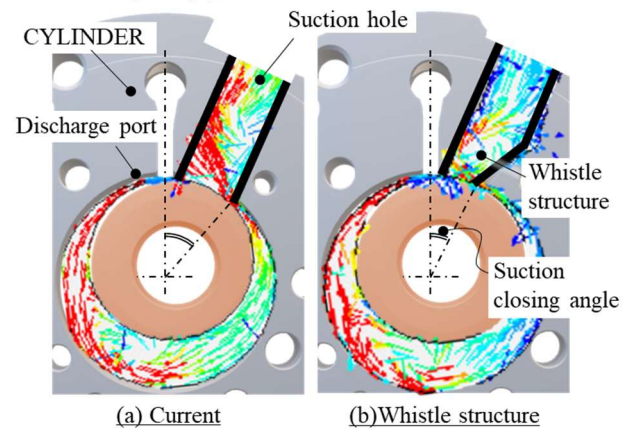 Suction hole
CYLINDER
Discharge port
Whistle
structure
Suction
closing angle
(a) Current
(b)Whistle structure